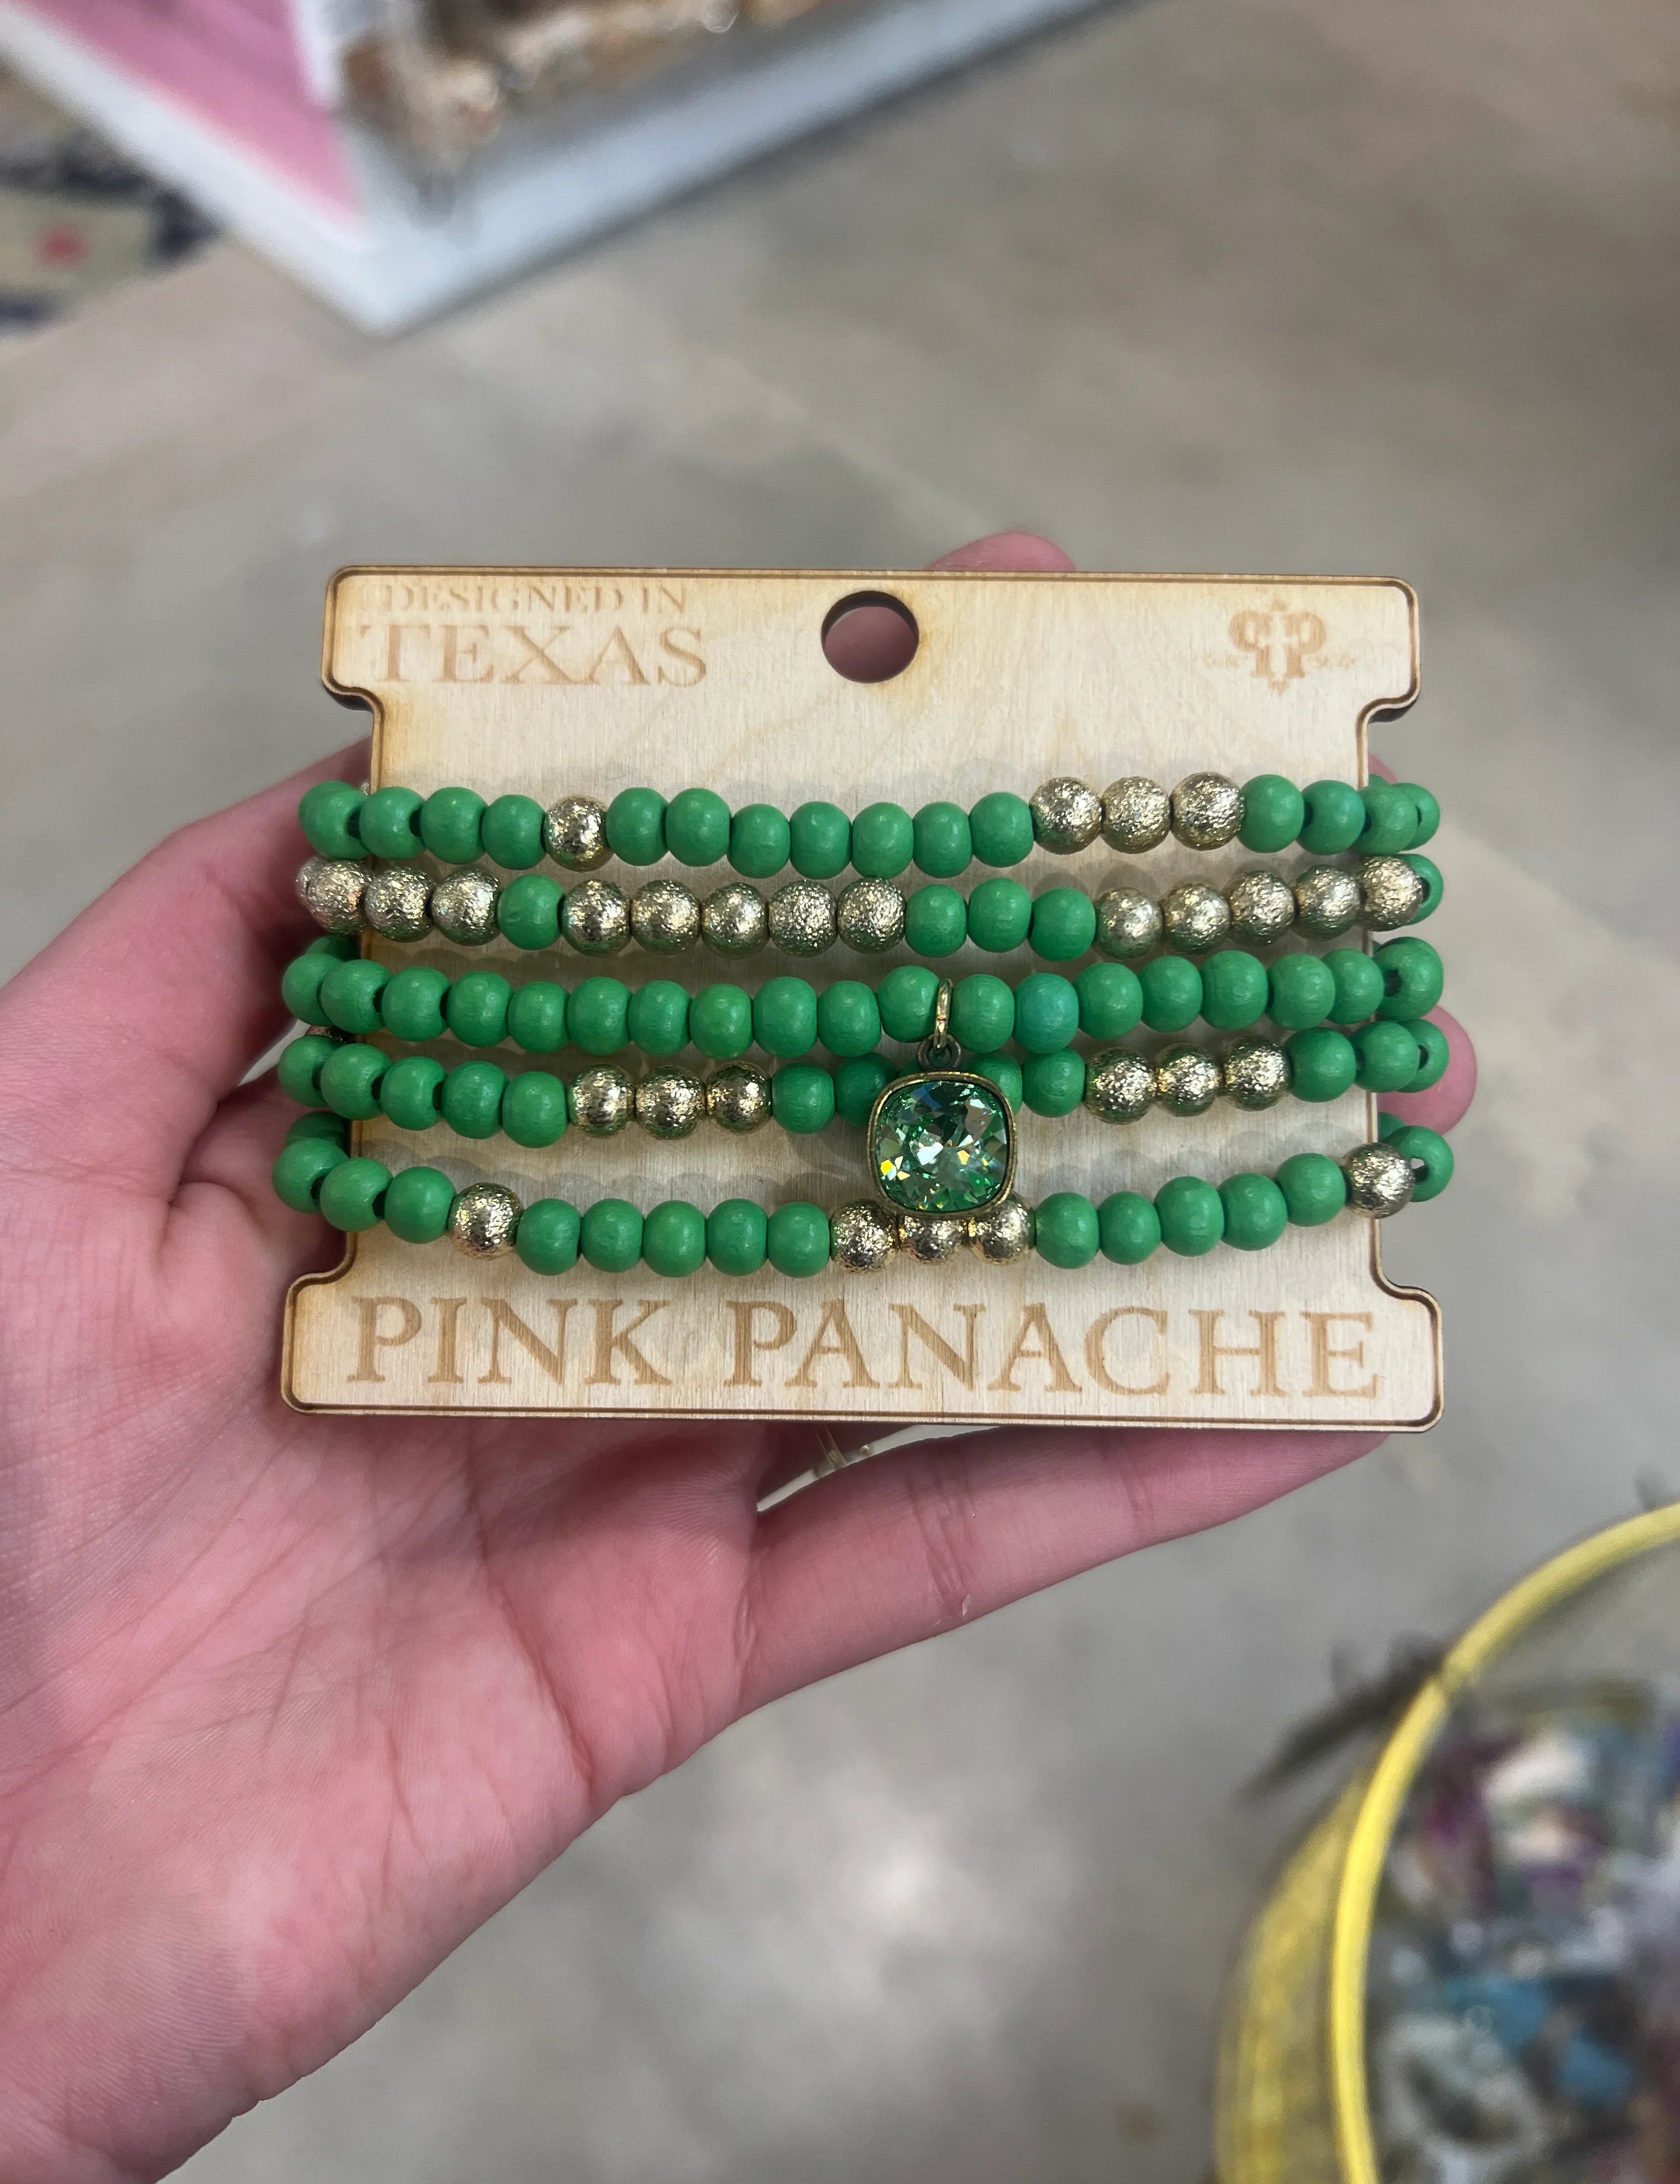 DESIGNED IN
TEXAS
PINK PANACHE